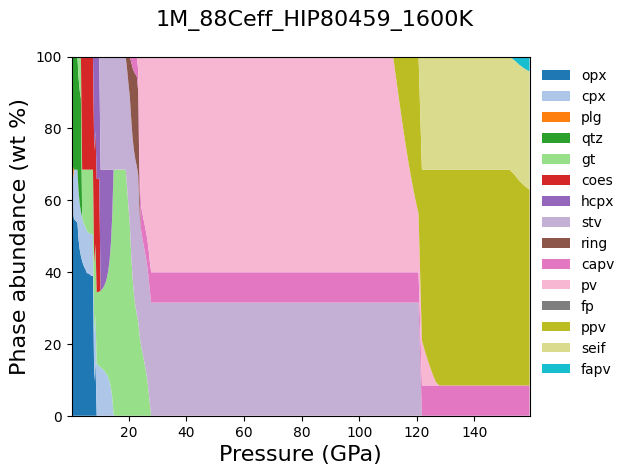 1M_88Ceff_HIP80459_1600K
Phase abundance (wt %)
100
80
60
40
20
0
20
40
60
80
100
120
140
Pressure (GPa)
opx
cpx
plg
qtz
gt
coes
hcpx
stv
ring
capv
pv
fp
ppv
seif
fapv